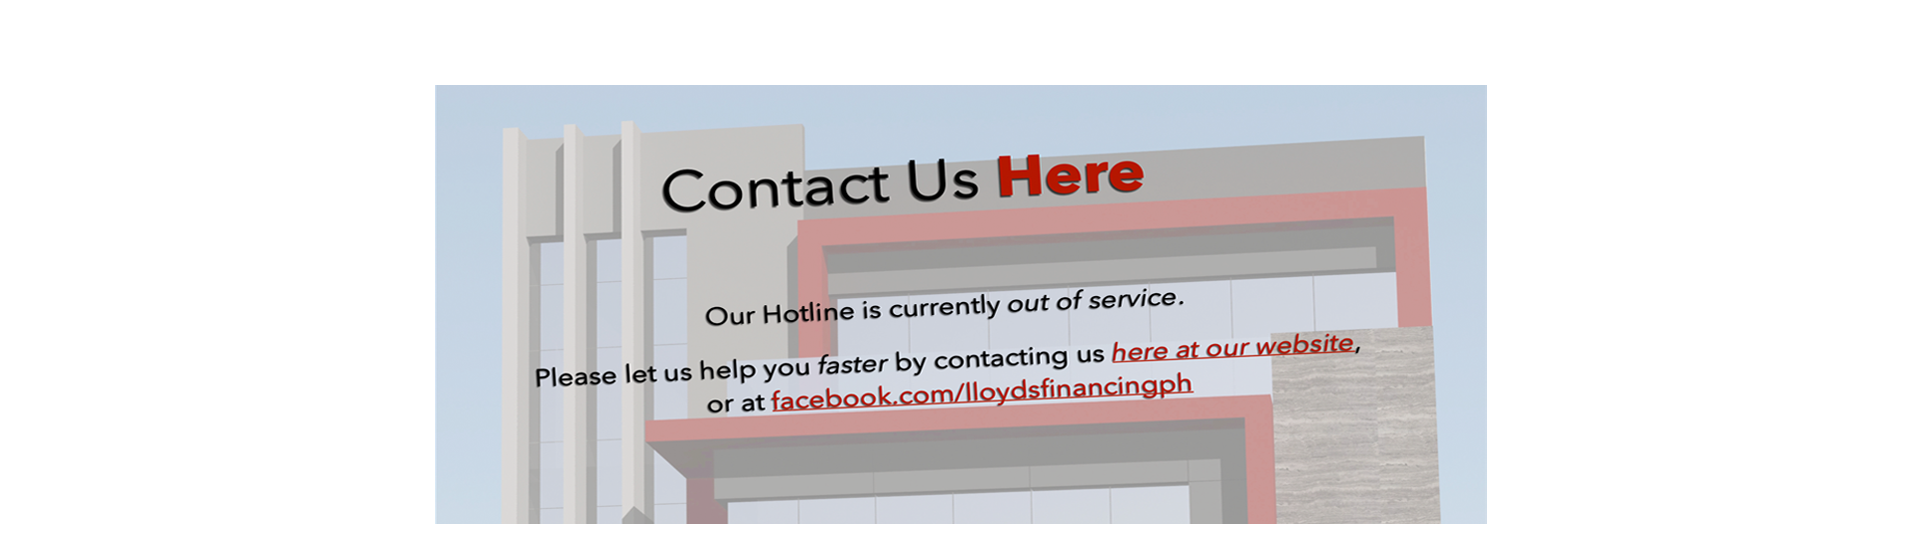 Contact Us Here
Our Hotline is currently out of service.
Please let us help you faster by contacting us here at our website,
or at facebook.com/lloydsfinancingph